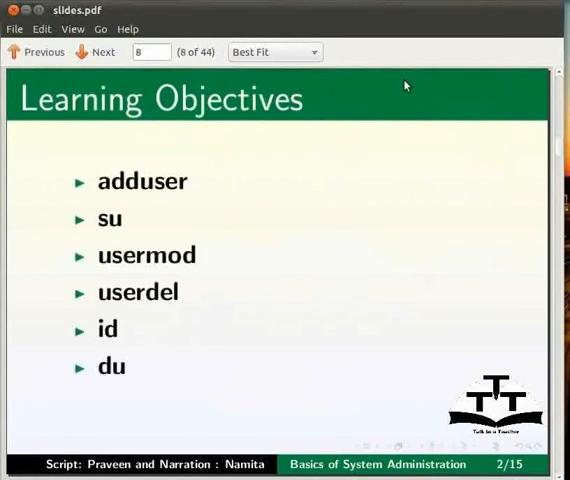 slides.pdf
File Edit View Go Help
Previous Next 8 (8 of 44) Best Fit
Learning Objectives
adduser
su
usermod
userdel
id
du
TTT
Talk to a Teacher
Script: Praveen and Narration : Namita Basics of System Administration 2/15